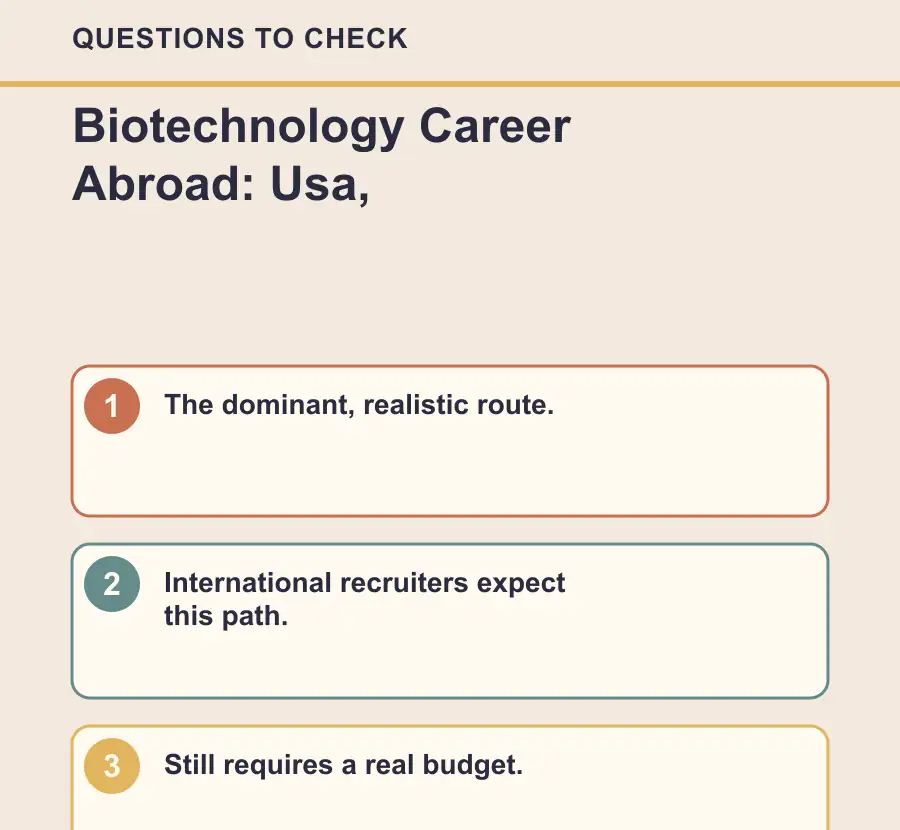 QUESTIONS TO CHECK
Biotechnology Career
Abroad: Usa,
1
The dominant, realistic route.
2
International recruiters expect
this path.
3
Still requires a real budget.